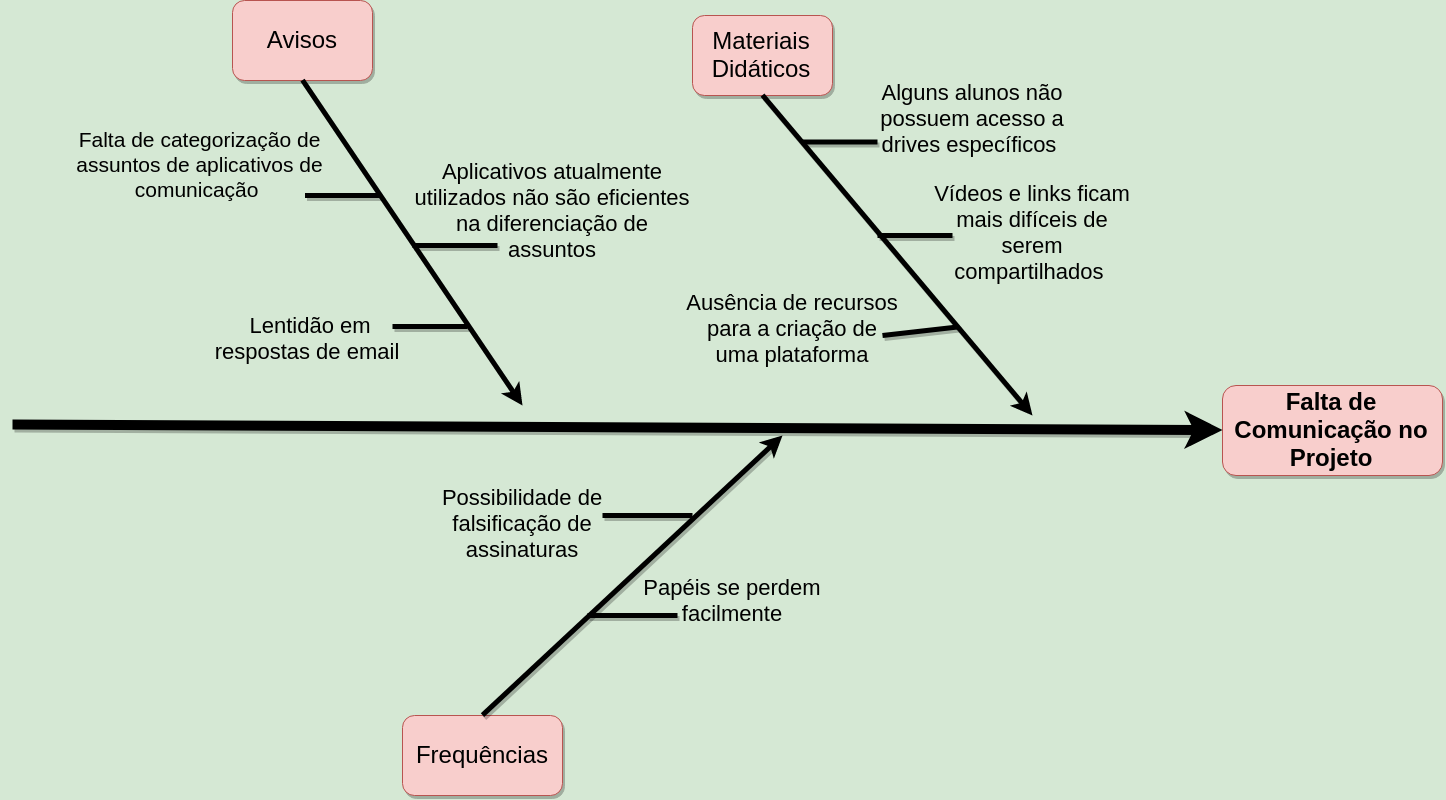 Avisos
Materiais
Didáticos
Falta de categorização de
assuntos de aplicativos de
comunicação
Aplicativos atualmente
utilizados não são eficientes
na diferenciação de
assuntos
Lentidão em
respostas de email
Alguns alunos não
possuem acesso a
drives específicos
Vídeos e links ficam
mais difíceis de
serem
compartilhados
Ausência de recursos
para a criação de
uma plataforma
Falta de
Comunicação no
Projeto
Possibilidade de
falsificação de
assinaturas
Papéis se perdem
facilmente
Frequências